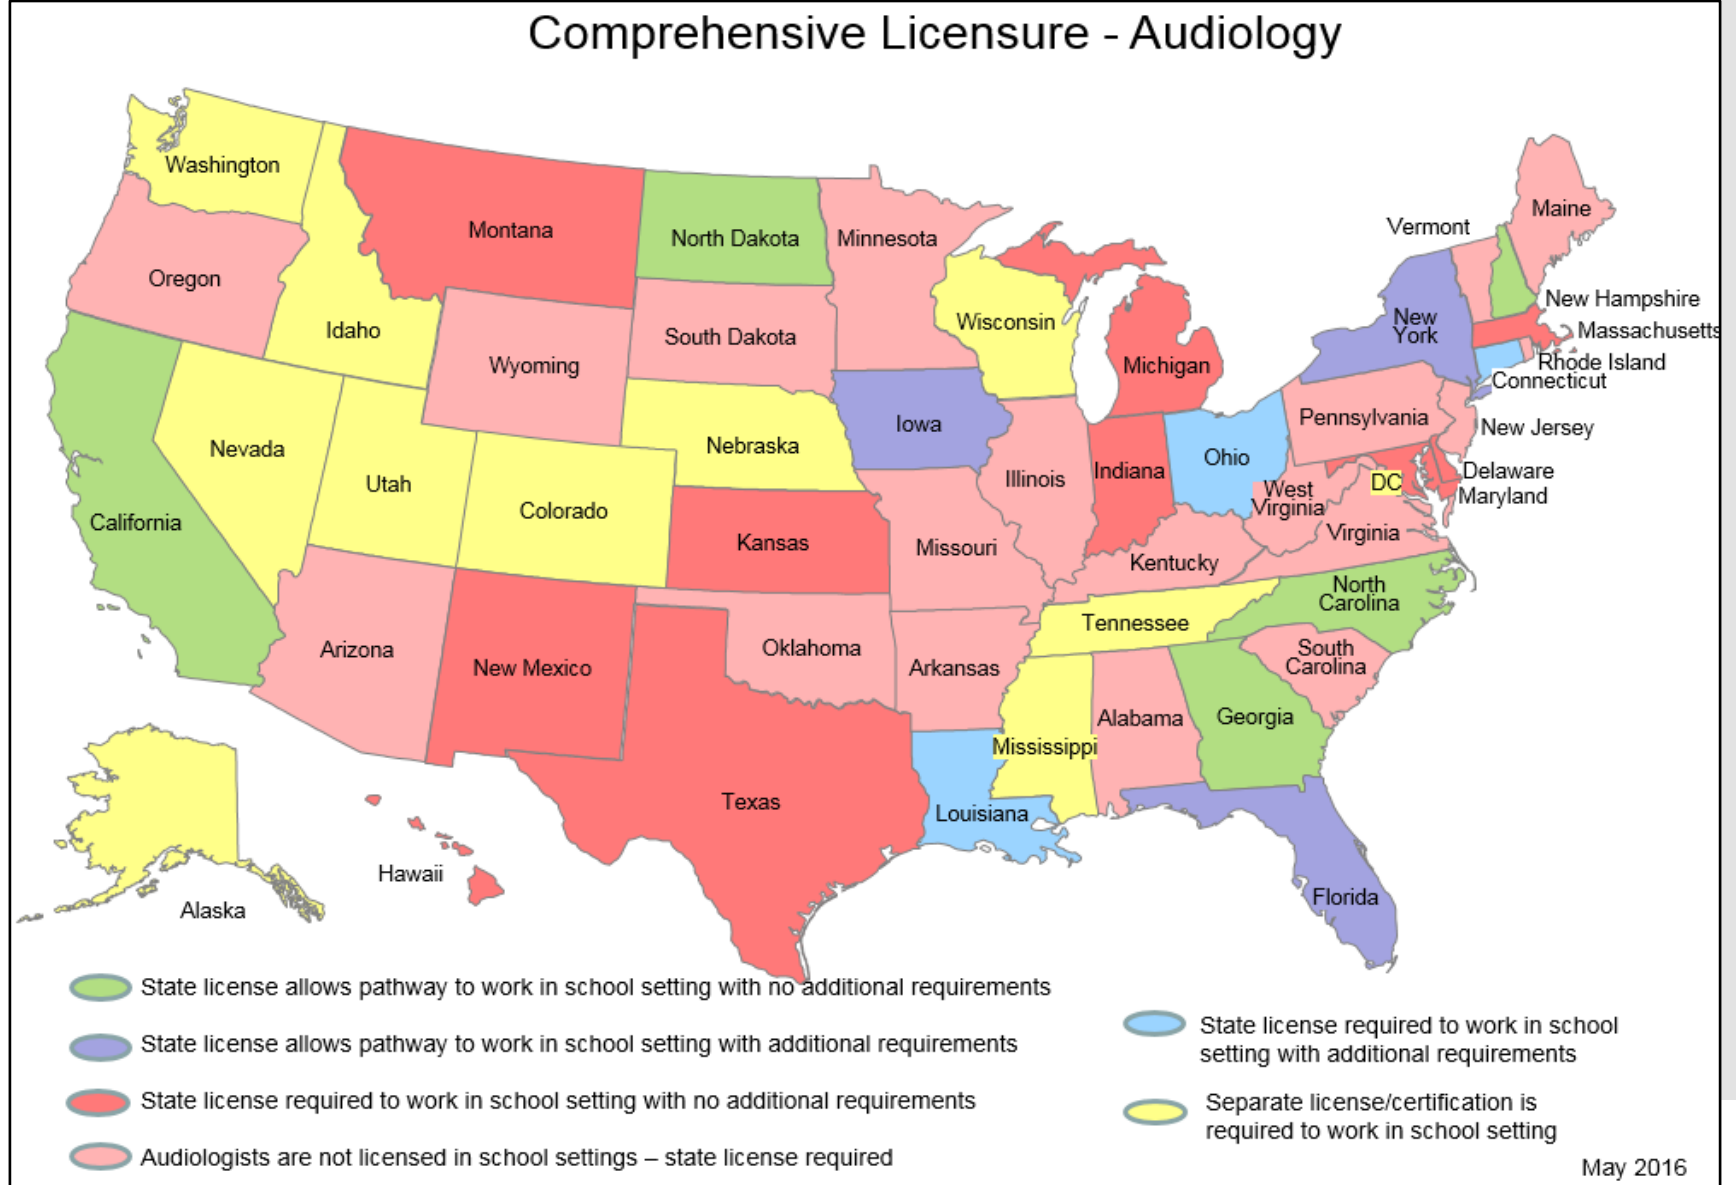 Comprehensive Licensure - Audiology
Washington
Montana
North Dakota
Minnesota
Vermont
Maine
Oregon
Idaho
Wyoming
South Dakota
Wisconsin
Michigan
New
York
New Hampshire
Massachusetts
Rhode Island
Connecticut
Nevada
Utah
Colorado
Nebraska
Iowa
Illinois
Indiana
Ohio
Pennsylvania
New Jersey
Delaware
Maryland
DC
West
Virginia
Virginia
California
Kansas
Missouri
Kentucky
North
Carolina
Tennessee
Arizona
New Mexico
Oklahoma
Arkansas
South
Carolina
Mississippi
Alabama
Georgia
Texas
Louisiana
Florida
Hawaii
Alaska
State license allows pathway to work in school setting with no additional requirements
State license allows pathway to work in school setting with additional requirements
State license required to work in school setting with no additional requirements
Audiologists are not licensed in school settings – state license required
State license required to work in school
setting with additional requirements
Separate license/certification is
required to work in school setting
May 2016